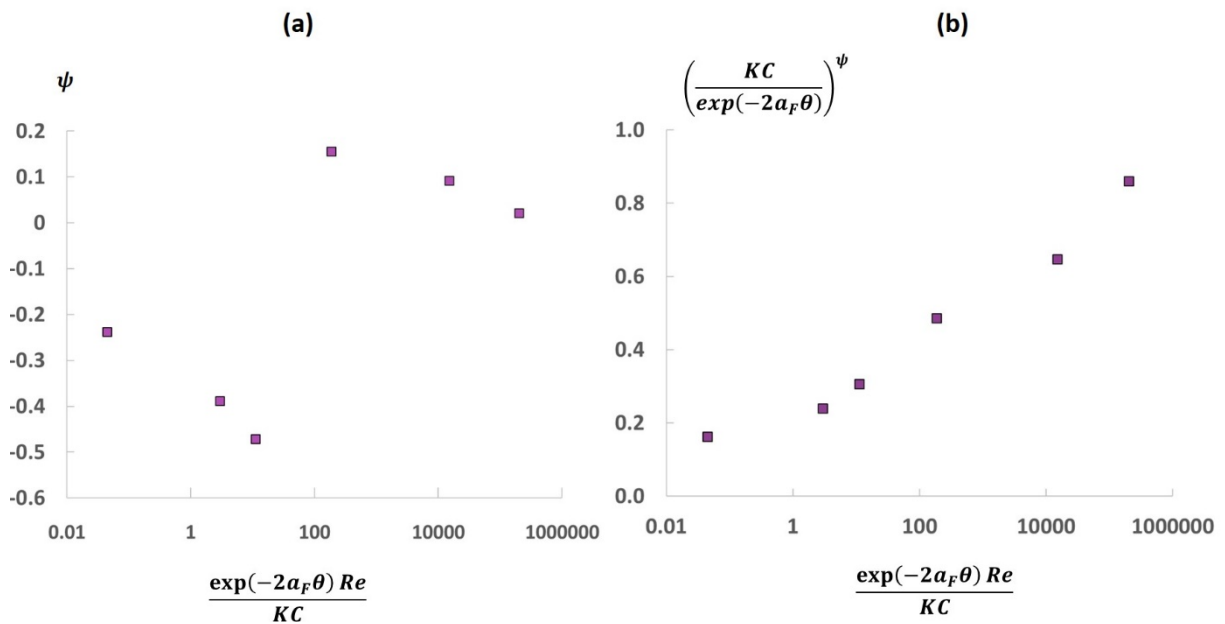 (a)
ψ
0.2
0.1
0
-0.1
-0.2
-0.3
-0.4
-0.5
-0.6
0.01 1 100 10000 1000000
exp(−2a_Fθ) Re
KC
(b)
(KC / exp(−2a_Fθ))^ψ
1.0
0.8
0.6
0.4
0.2
0.0
0.01 1 100 10000 1000000
exp(−2a_Fθ) Re
KC